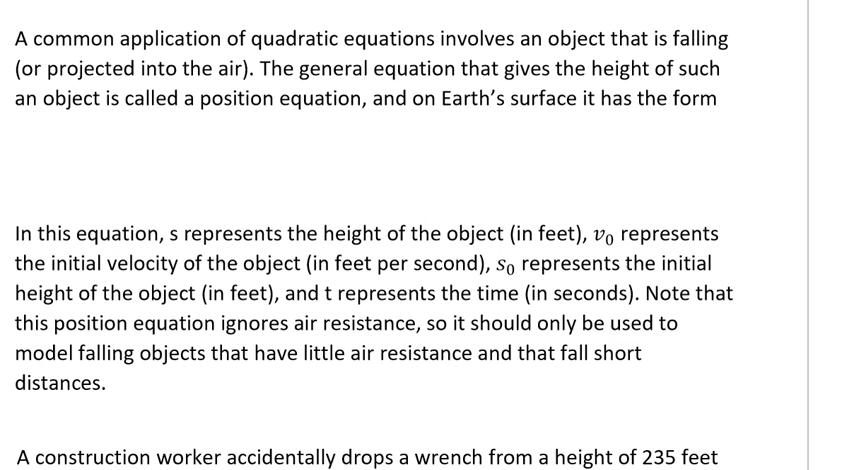 A common application of quadratic equations involves an object that is falling
(or projected into the air). The general equation that gives the height of such
an object is called a position equation, and on Earth’s surface it has the form
In this equation, s represents the height of the object (in feet), v₀ represents
the initial velocity of the object (in feet per second), s₀ represents the initial
height of the object (in feet), and t represents the time (in seconds). Note that
this position equation ignores air resistance, so it should only be used to
model falling objects that have little air resistance and that fall short
distances.
A construction worker accidentally drops a wrench from a height of 235 feet